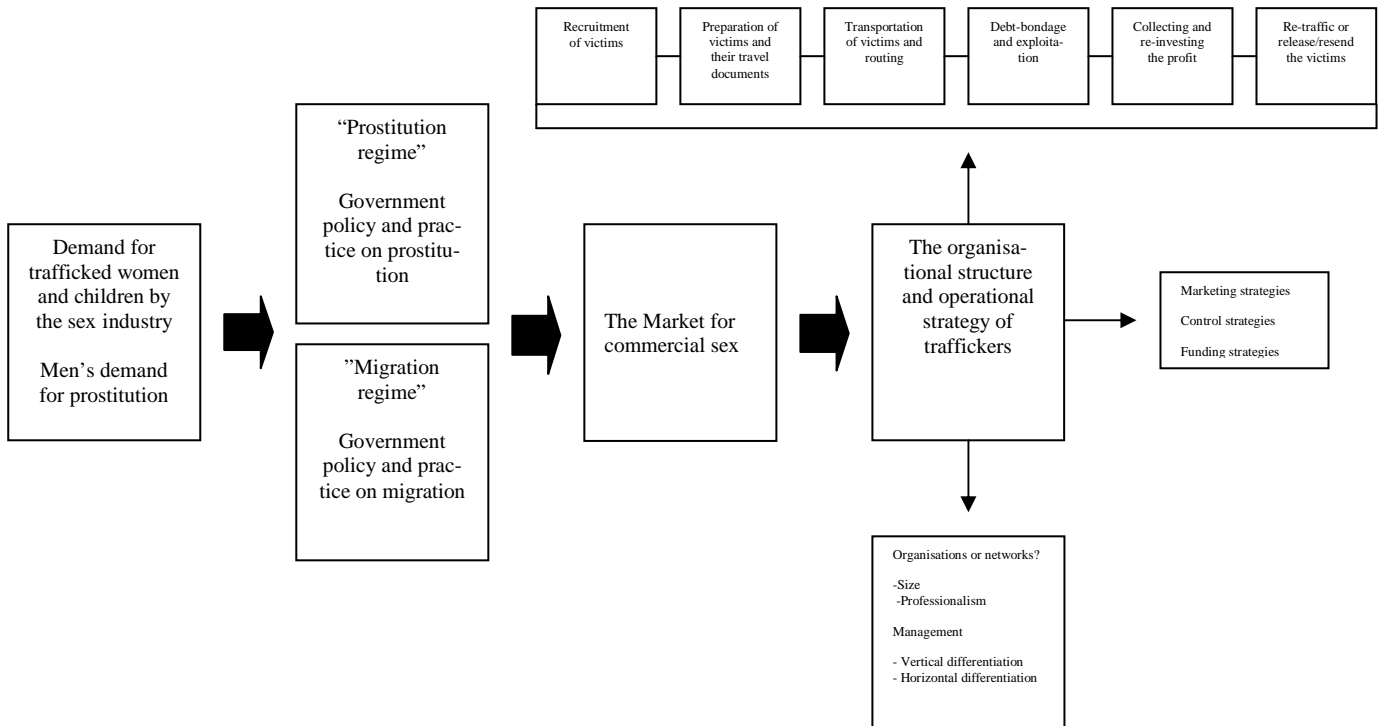 Recruitment
of victims
Preparation of
victims and
their travel
documents
Transportation
of victims and
routing
Debt-bondage
and exploita-
tion
Collecting and
re-investing
the profit
Re-traffic or
release/resend
the victims
“Prostitution
regime”
Government
policy and prac-
tice on prostitu-
tion
Demand for
trafficked women
and children by
the sex industry
Men’s demand
for prostitution
”Migration
regime”
Government
policy and prac-
tice on migration
The Market for
commercial sex
The organisa-
tional structure
and operational
strategy of
traffickers
Marketing strategies
Control strategies
Funding strategies
Organisations or networks?
-Size
-Professionalism
Management
- Vertical differentiation
- Horizontal differentiation